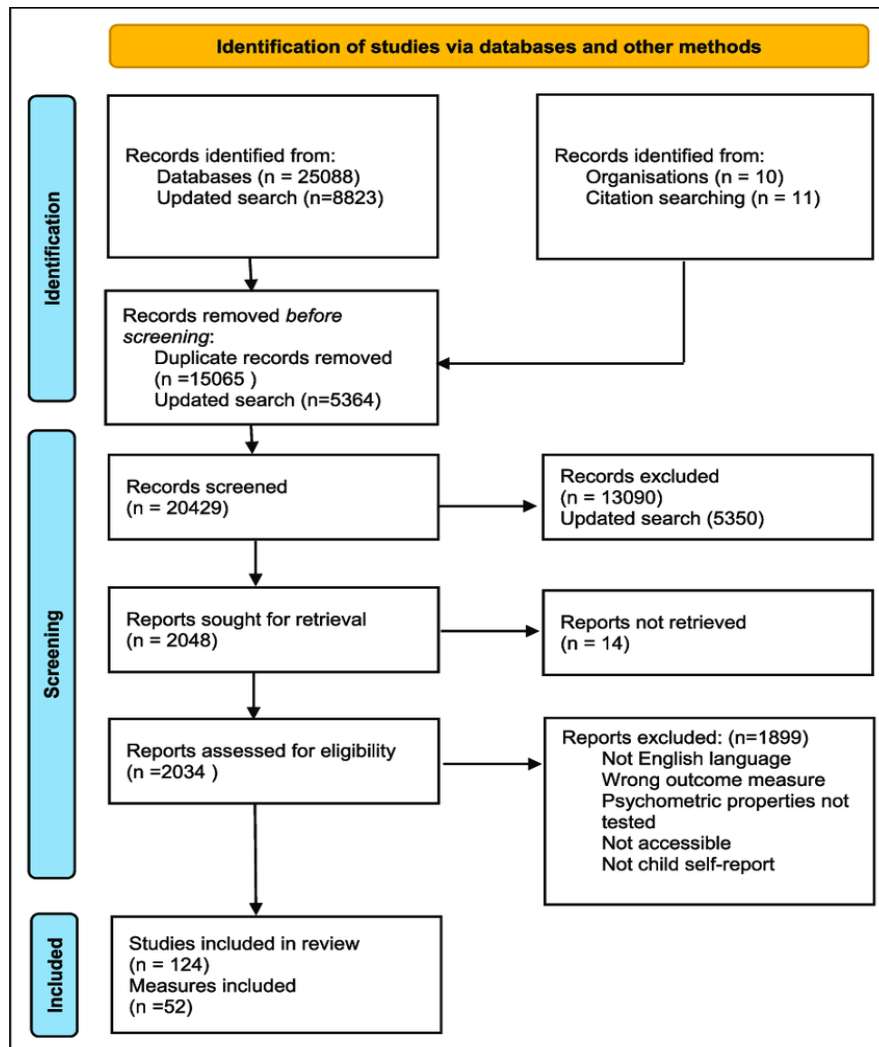 Identification of studies via databases and other methods
Identification
Records identified from:
Databases (n = 25088)
Updated search (n=8823)
Records identified from:
Organisations (n = 10)
Citation searching (n = 11)
Records removed before
screening:
Duplicate records removed
(n =15065 )
Updated search (n=5364)
Screening
Records screened
(n = 20429)
Records excluded
(n = 13090)
Updated search (5350)
Reports sought for retrieval
(n = 2048)
Reports not retrieved
(n = 14)
Reports assessed for eligibility
(n =2034 )
Reports excluded: (n=1899)
Not English language
Wrong outcome measure
Psychometric properties not
tested
Not accessible
Not child self-report
Included
Studies included in review
(n = 124)
Measures included
(n =52)